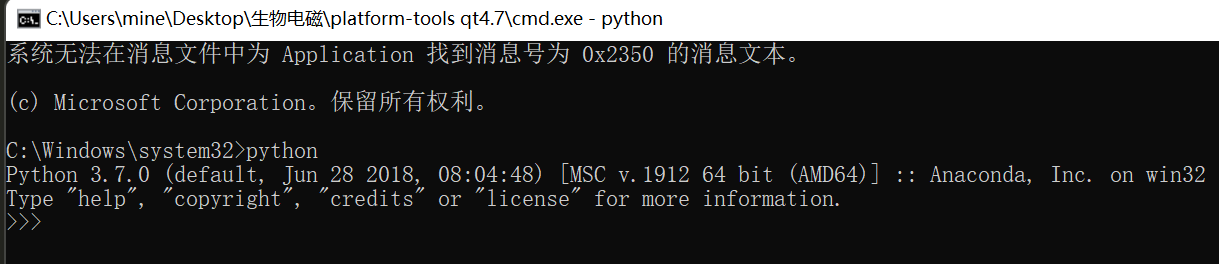 C:\Users\mine\Desktop\生物电磁\platform-tools qt4.7\cmd.exe - python
系统无法在消息文件中为 Application 找到消息号为 0x2350 的消息文本。
(c) Microsoft Corporation。保留所有权利。
C:\Windows\system32>python
Python 3.7.0 (default, Jun 28 2018, 08:04:48) [MSC v.1912 64 bit (AMD64)] :: Anaconda, Inc. on win32
Type "help", "copyright", "credits" or "license" for more information.
>>>